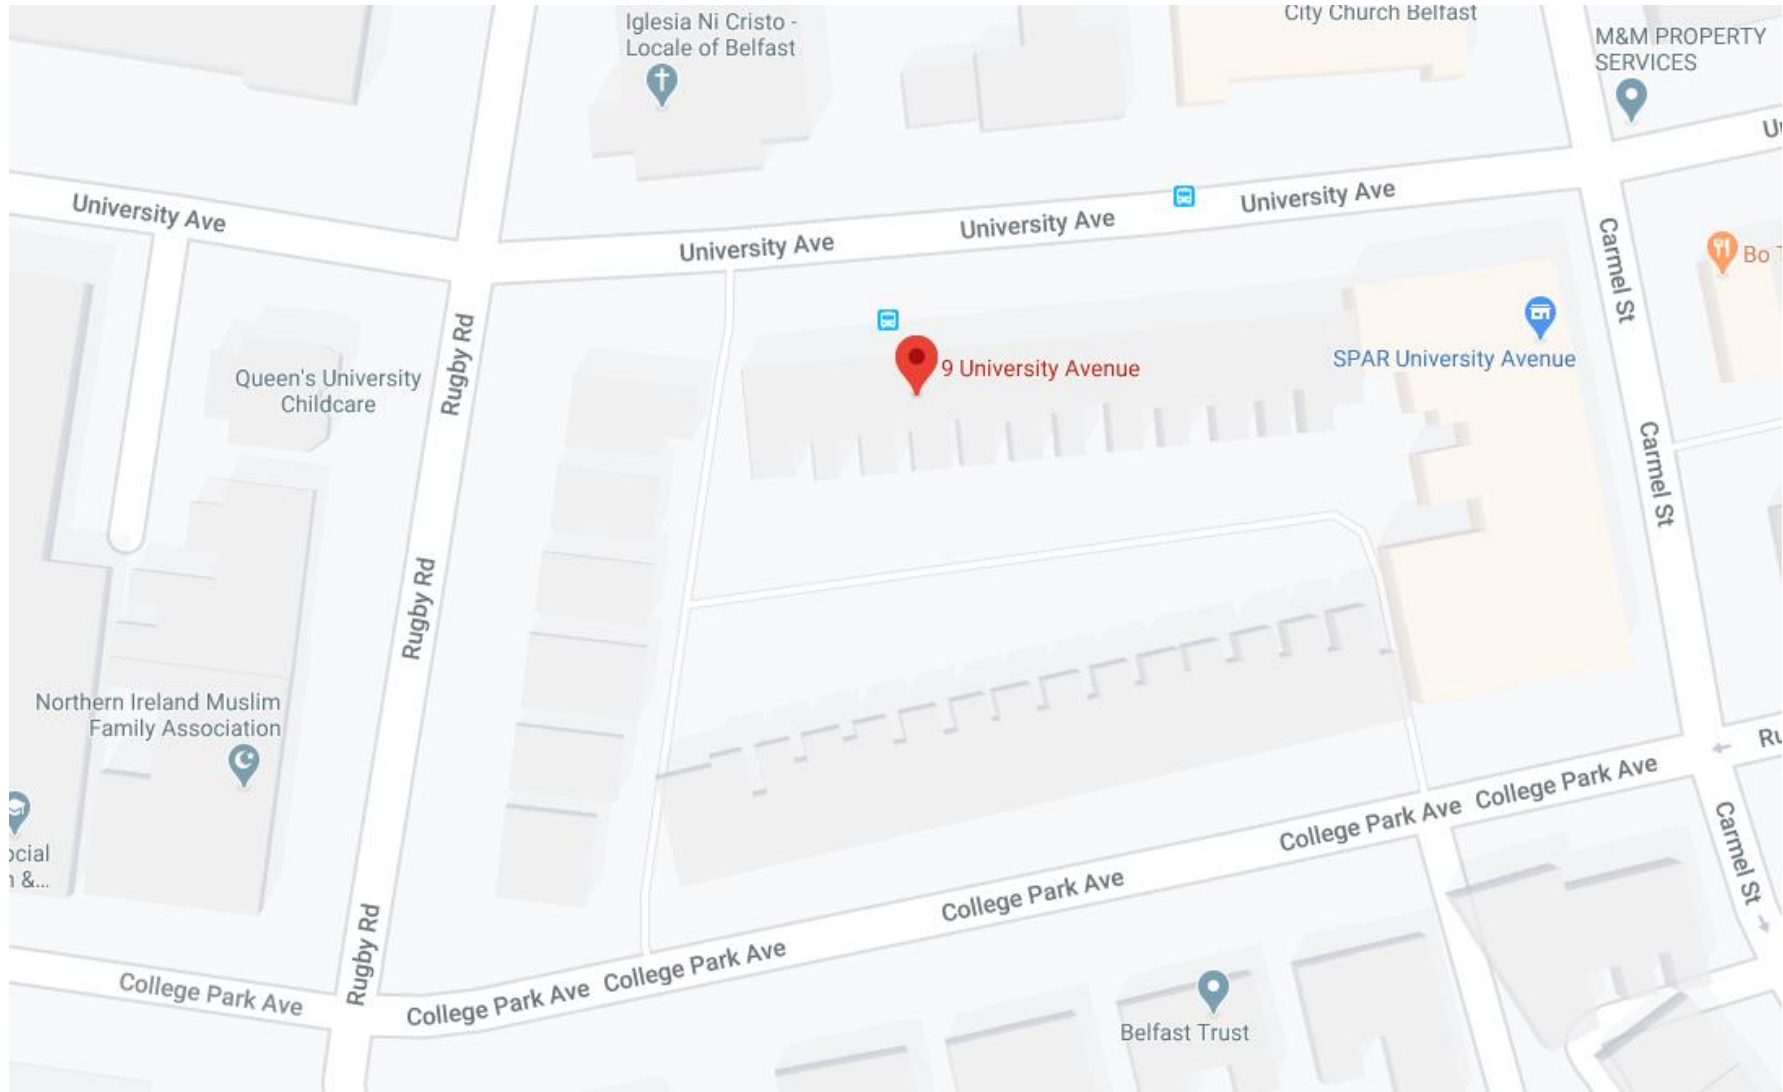 Iglesia Ni Cristo -
Locale of Belfast
City Church Belfast
M&M PROPERTY
SERVICES
University Ave
University Ave
University Ave
University Ave
Carmel St
Bo
Rugby Rd
9 University Avenue
SPAR University Avenue
Queen's University
Childcare
Carmel St
Rugby Rd
Northern Ireland Muslim
Family Association
College Park Ave
College Park Ave
Carmel St
&...
College Park Ave
Rugby Rd
College Park Ave
College Park Ave
College Park Ave
Belfast Trust